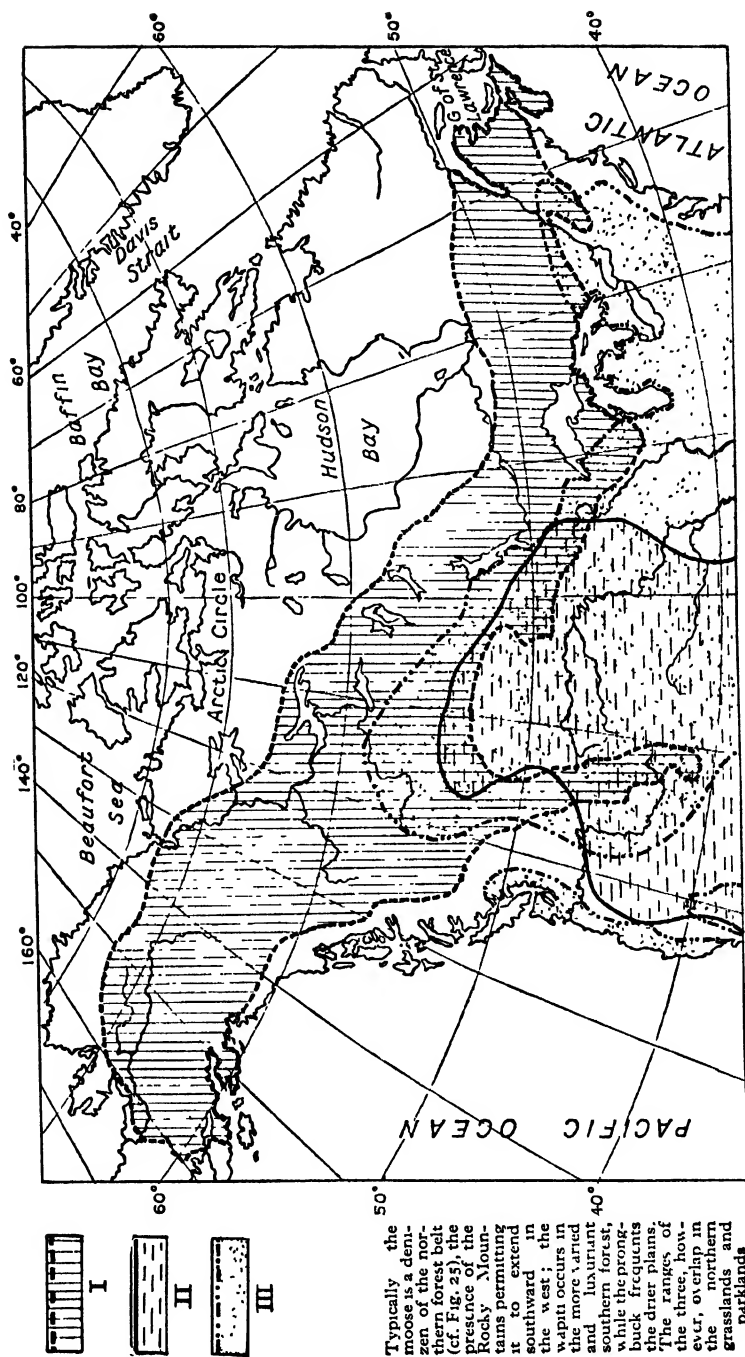 I
II
III
Typically the
moose is a deni-
zen of the nor-
thern forest belt
(cf. Fig. 25), the
presence of the
Rocky Moun-
tains permitting
it to extend
southward in
the west; the
wapiti occurs in
the more varied
and luxuriant
southern forest,
while the prong-
buck frequents
the drier plains.
The ranges of
the three, how-
ever, overlap in
the northern
grasslands and
parklands
160°
140°
120°
100°
80°
60°
40°
Beaufort
Sea
Baffin
Bay
Davis
Strait
Arctic Circle
Hudson
Bay
G of St
Lawrence
ATLANTIC
OCEAN
PACIFIC OCEAN
60°
50°
40°
60°
50°
40°